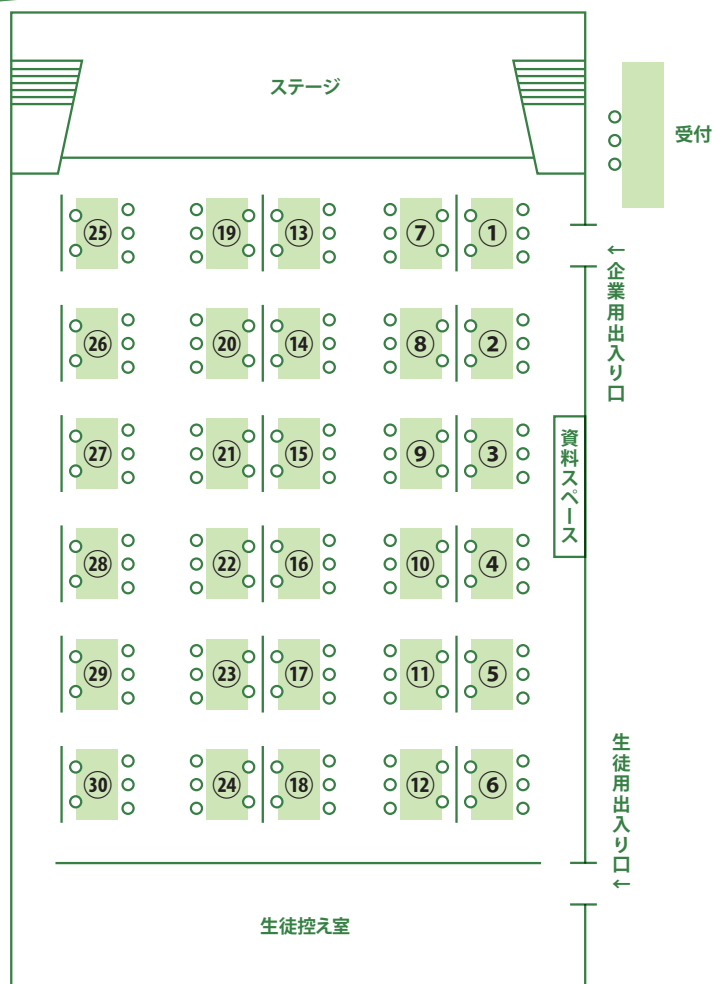 ステージ
受付
㉕ ⑲ ⑬ ⑦ ①
←企業用出入り口
㉖ ⑳ ⑭ ⑧ ②
㉗ ㉑ ⑮ ⑨ ③
資料スペース
㉘ ㉒ ⑯ ⑩ ④
㉙ ㉓ ⑰ ⑪ ⑤
生徒用出入り口←
㉚ ㉔ ⑱ ⑫ ⑥
生徒控え室